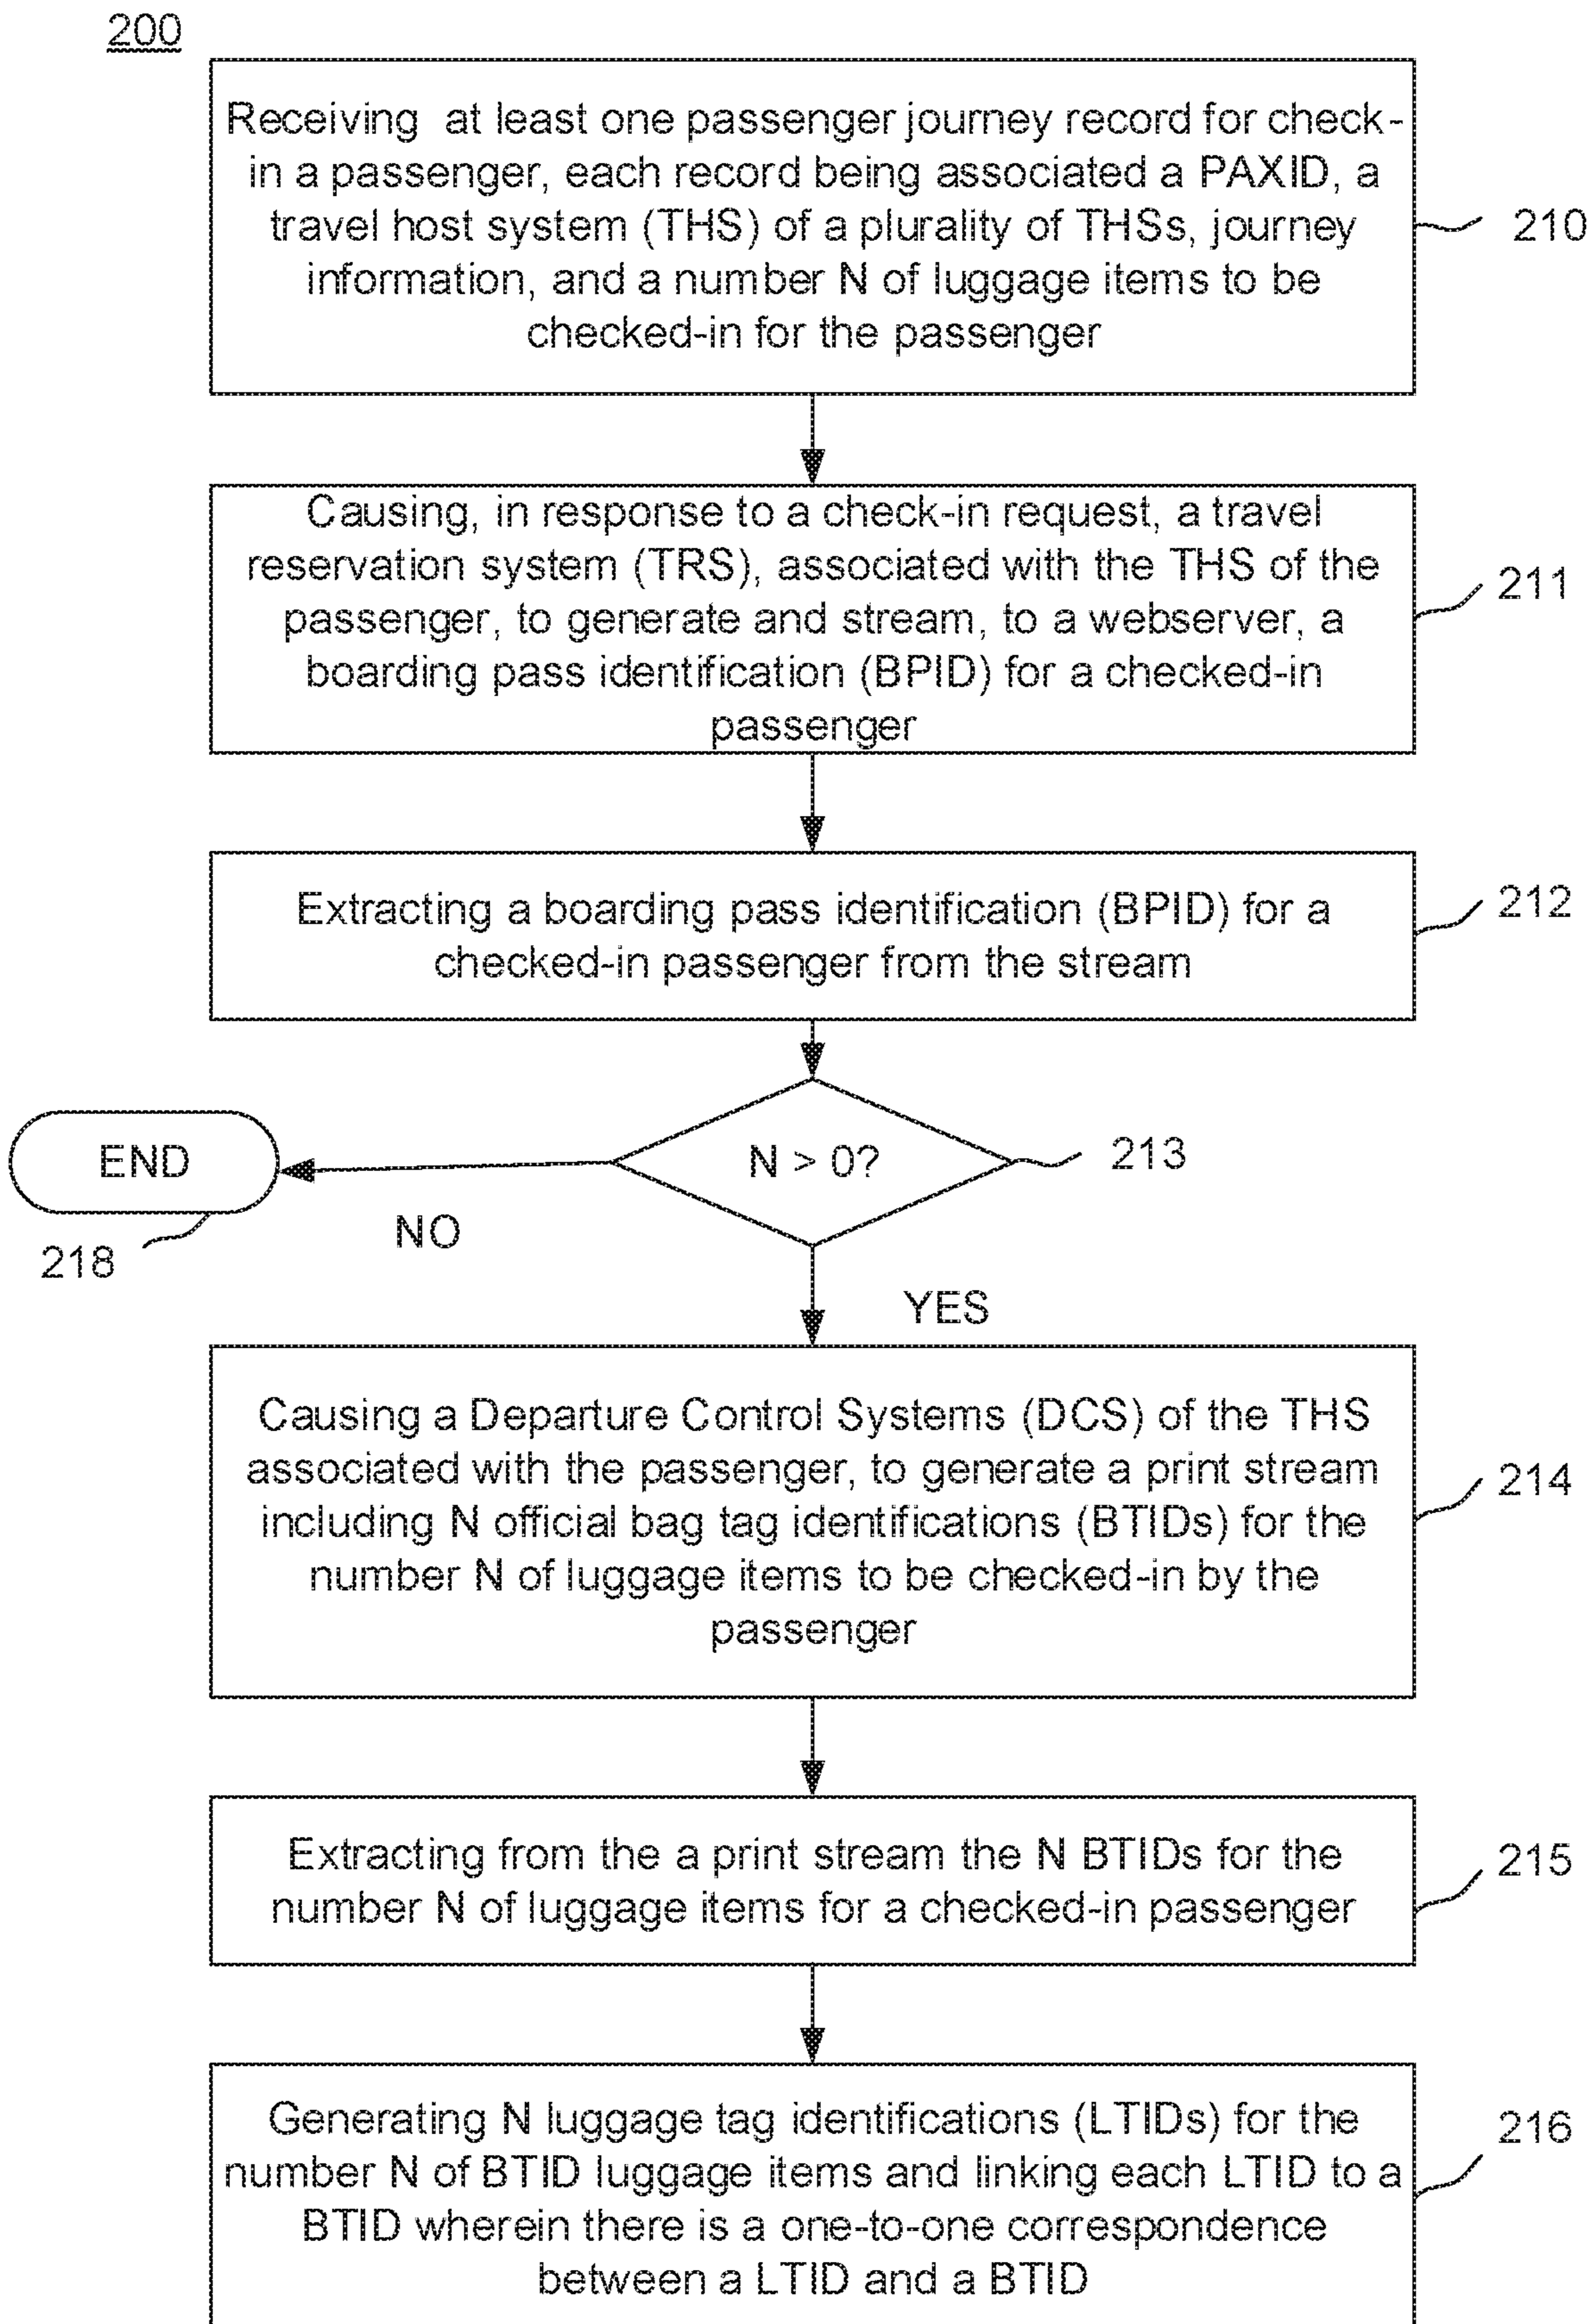 200
Receiving at least one passenger journey record for check-
in a passenger, each record being associated a PAXID, a
travel host system (THS) of a plurality of THSs, journey
information, and a number N of luggage items to be
checked-in for the passenger
210
Causing, in response to a check-in request, a travel
reservation system (TRS), associated with the THS of the
passenger, to generate and stream, to a webserver, a
boarding pass identification (BPID) for a checked-in
passenger
211
Extracting a boarding pass identification (BPID) for a
checked-in passenger from the stream
212
N > 0?
213
END
218
NO
YES
Causing a Departure Control Systems (DCS) of the THS
associated with the passenger, to generate a print stream
including N official bag tag identifications (BTIDs) for the
number N of luggage items to be checked-in by the
passenger
214
Extracting from the a print stream the N BTIDs for the
number N of luggage items for a checked-in passenger
215
Generating N luggage tag identifications (LTIDs) for the
number N of BTID luggage items and linking each LTID to a
BTID wherein there is a one-to-one correspondence
between a LTID and a BTID
216